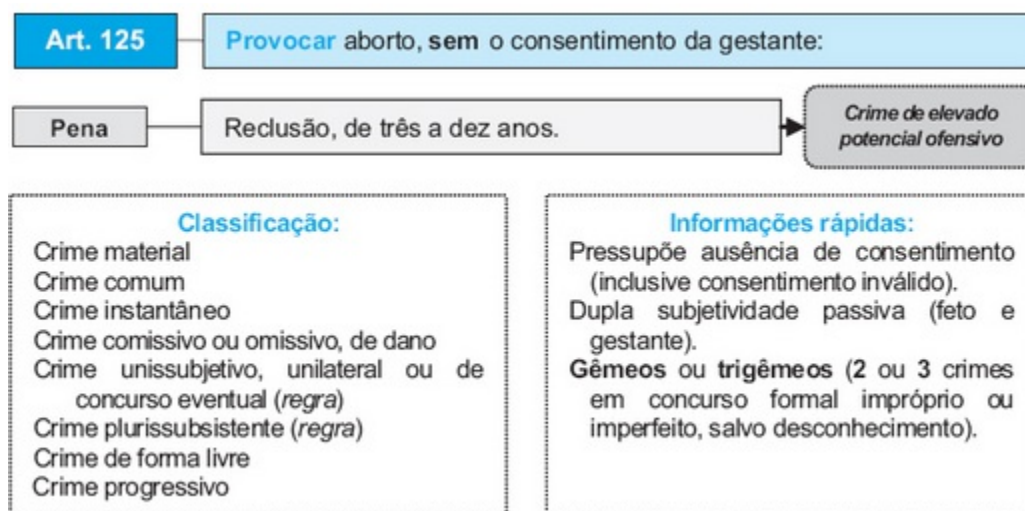 Art. 125
Provocar aborto, sem o consentimento da gestante:
Pena
Reclusão, de três a dez anos.
Crime de elevado
potencial ofensivo
Classificação:
Crime material
Crime comum
Crime instantâneo
Crime comissivo ou omissivo, de dano
Crime unissubjetivo, unilateral ou de
concurso eventual (regra)
Crime plurissubsistente (regra)
Crime de forma livre
Crime progressivo
Informações rápidas:
Pressupõe ausência de consentimento
(inclusive consentimento inválido).
Dupla subjetividade passiva (feto e
gestante).
Gêmeos ou trigêmeos (2 ou 3 crimes
em concurso formal impróprio ou
imperfeito, salvo desconhecimento).